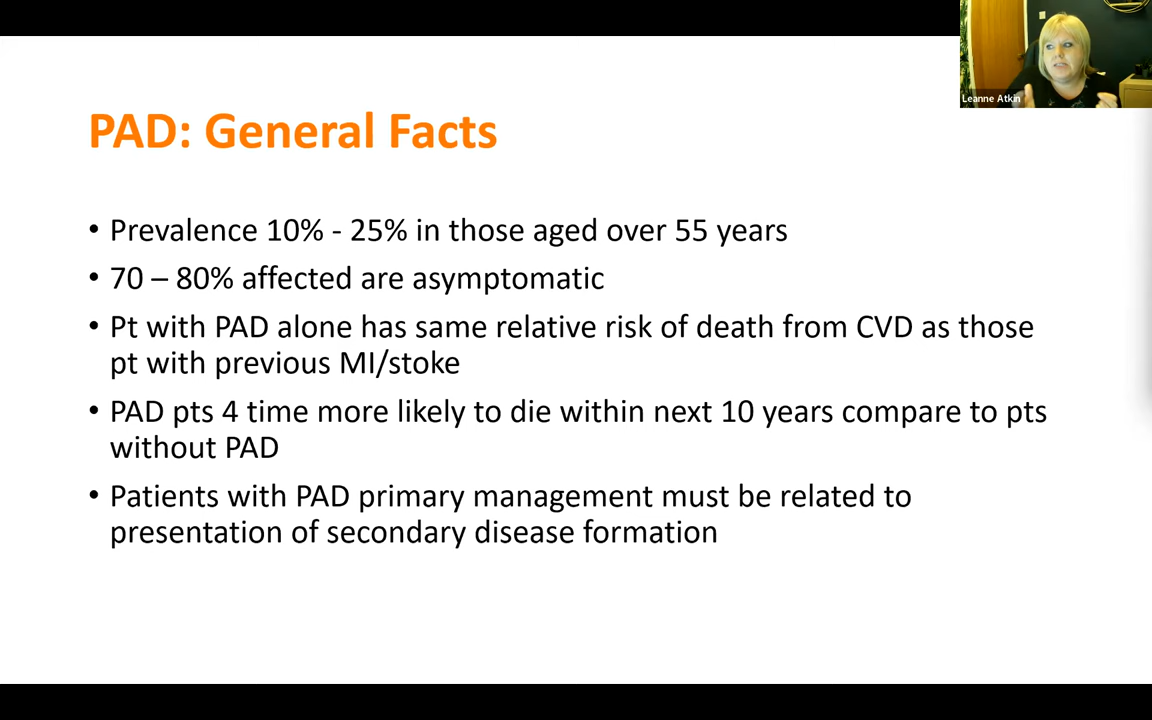 Leanne Atkin
PAD: General Facts
• Prevalence 10% - 25% in those aged over 55 years
• 70 – 80% affected are asymptomatic
• Pt with PAD alone has same relative risk of death from CVD as those
pt with previous MI/stoke
• PAD pts 4 time more likely to die within next 10 years compare to pts
without PAD
• Patients with PAD primary management must be related to
presentation of secondary disease formation